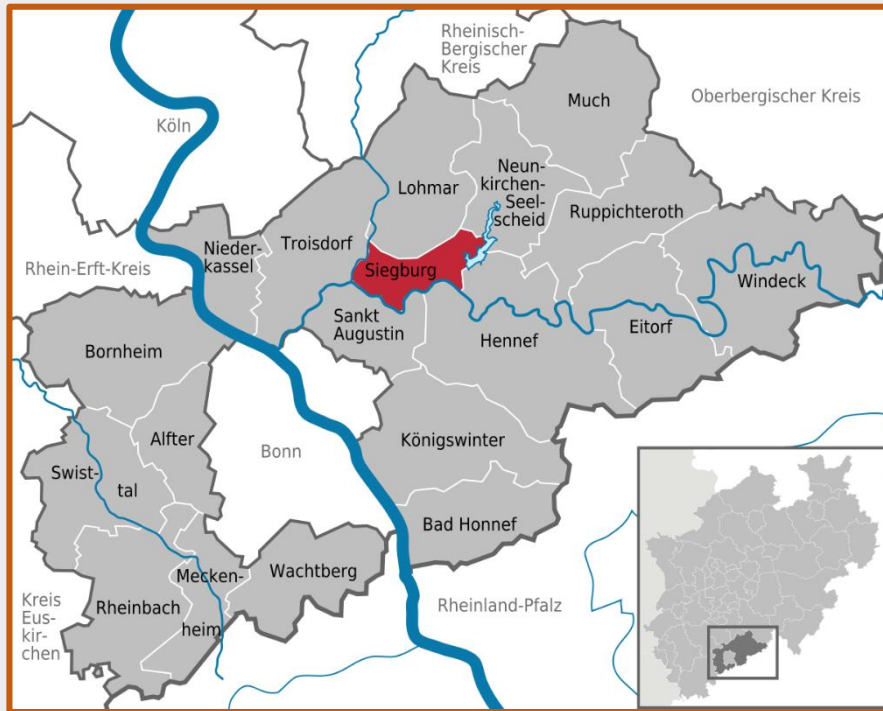 Rheinisch-
Bergischer
Kreis
Oberbergischer Kreis
Much
Köln
Neun-
kirchen-
Seel-
scheid
Lohmar
Ruppichteroth
Nieder-
kassel
Troisdorf
Rhein-Erft-Kreis
Siegburg
Windeck
Sankt
Augustin
Hennef
Eitorf
Bornheim
Alfter
Bonn
Königswinter
Swist-
tal
Bad Honnef
Mecken-
heim
Wachtberg
Rheinbach
Kreis
Eus-
kir-
chen
Rheinland-Pfalz